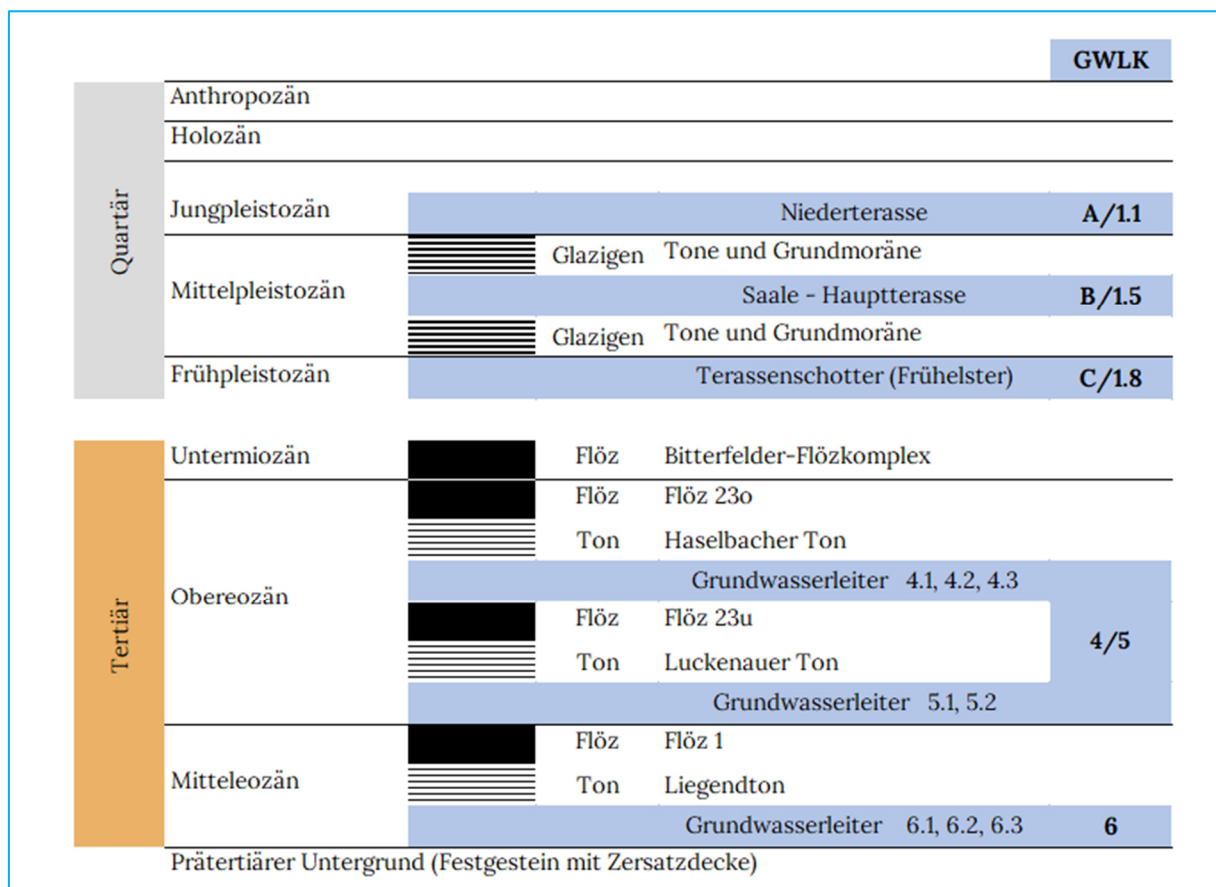 GWLK
Quartär
Anthropozän
Holozän
Jungpleistozän Niederterasse A/1.1
Glazigen Tone und Grundmoräne
Mittelpleistozän Saale - Hauptterasse B/1.5
Glazigen Tone und Grundmoräne
Frühpleistozän Terassenschotter (Frühelster) C/1.8
Tertiär
Untermiozän Flöz Bitterfelder-Flözkomplex
Flöz Flöz 23o
Ton Haselbacher Ton
Obereozän Grundwasserleiter 4.1, 4.2, 4.3
Flöz Flöz 23u
4/5
Ton Luckenauer Ton
Grundwasserleiter 5.1, 5.2
Flöz Flöz 1
Mitteleozän Ton Liegendton
Grundwasserleiter 6.1, 6.2, 6.3 6
Prätertiärer Untergrund (Festgestein mit Zersatzdecke)